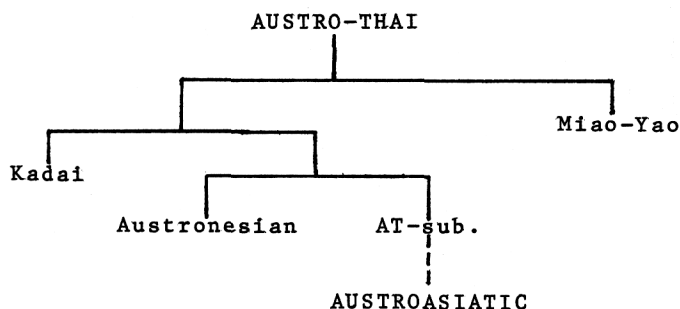 AUSTRO-THAI
Miao-Yao
Kadai
Austronesian AT-sub.
AUSTROASIATIC